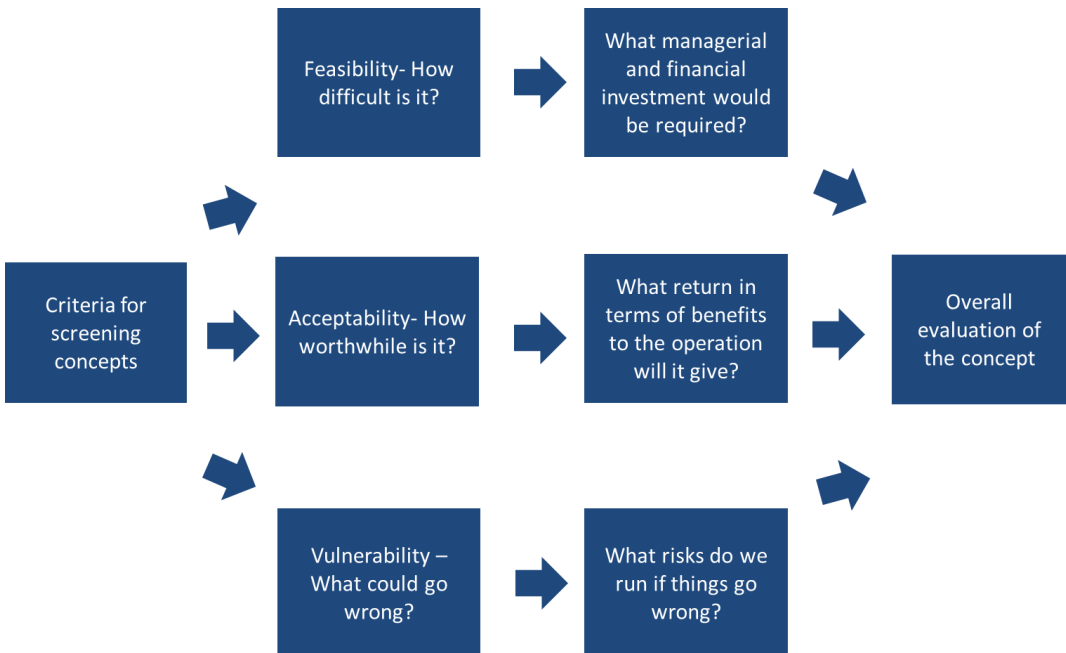 Feasibility- How
difficult is it?
What managerial
and financial
investment would
be required?
Criteria for
screening
concepts
Acceptability- How
worthwhile is it?
What return in
terms of benefits
to the operation
will it give?
Overall
evaluation of
the concept
Vulnerability –
What could go
wrong?
What risks do we
run if things go
wrong?